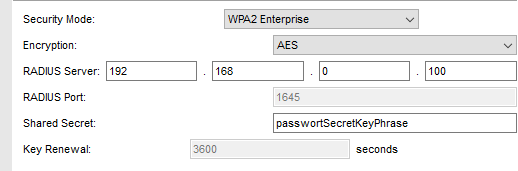 Security Mode: WPA2 Enterprise
Encryption: AES
RADIUS Server: 192 . 168 . 0 . 100
RADIUS Port: 1645
Shared Secret: passwortSecretKeyPhrase
Key Renewal: 3600 seconds